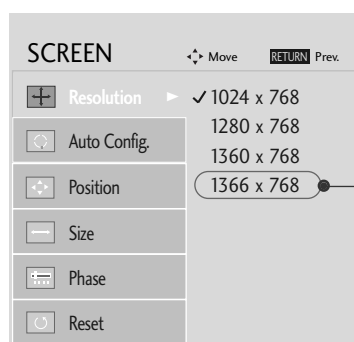 SCREEN
Move RETURN Prev.
Resolution
Auto Config.
Position
Size
Phase
Reset
✓ 1024 x 768
1280 x 768
1360 x 768
1366 x 768